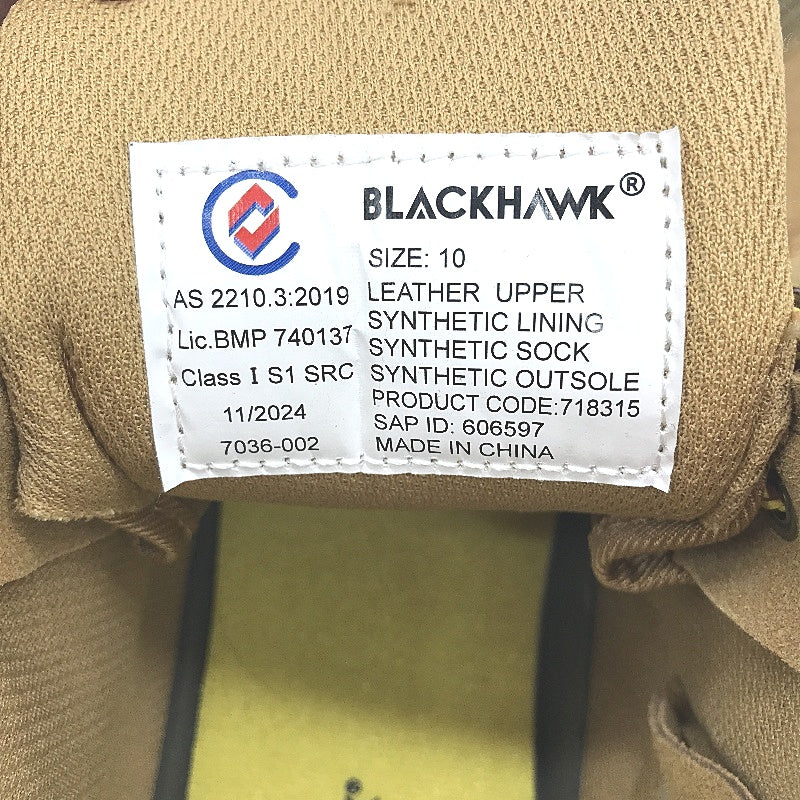 BLACKHAWK®
AS 2210.3:2019
Lic.BMP 740137
Class I S1 SRC
11/2024
7036-002
SIZE: 10
LEATHER UPPER
SYNTHETIC LINING
SYNTHETIC SOCK
SYNTHETIC OUTSOLE
PRODUCT CODE:718315
SAP ID: 606597
MADE IN CHINA